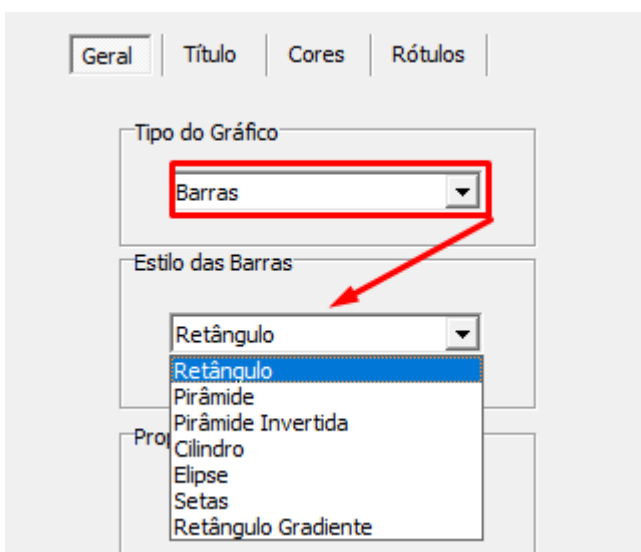 Geral Título Cores Rótulos
Tipo do Gráfico
Barras
Estilo das Barras
Retângulo
Retângulo
Pirâmide
Pirâmide Invertida
Cilindro
Elipse
Setas
Retângulo Gradiente